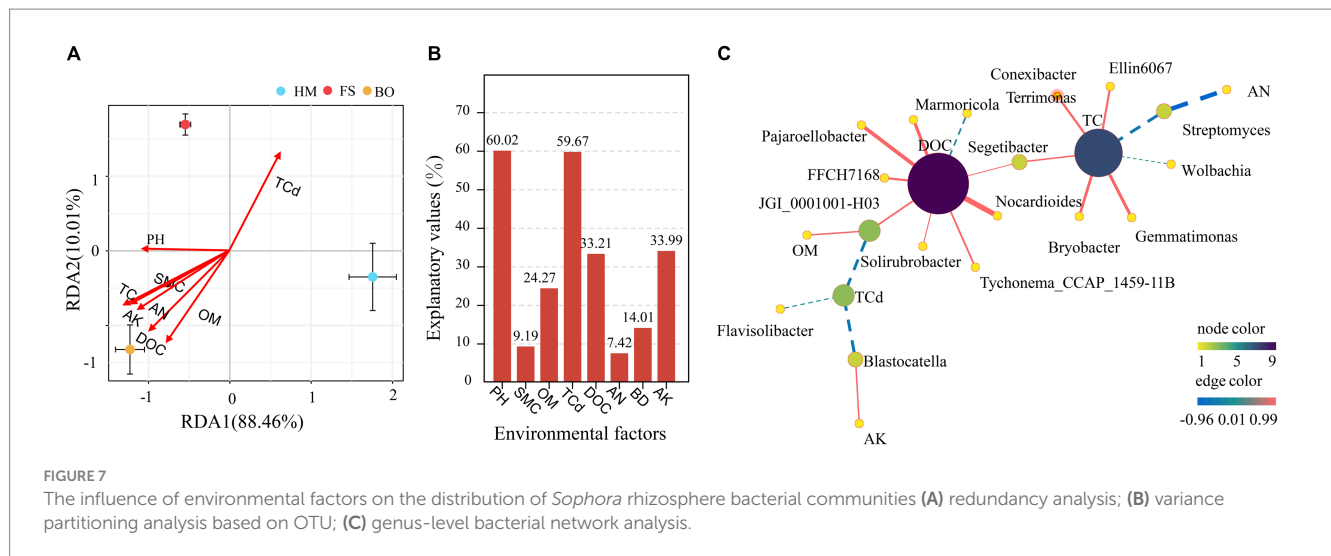 A
HM FS BO
1
0
-1
-1
0
1
2
RDA2(10.01%)
RDA1(88.46%)
TCd
PH
SMC
TC
AN
AK
OM
DOC
B
70
60
50
40
30
20
10
0
Explanatory values (%)
60.02
9.19
24.27
59.67
33.21
7.42
14.01
33.99
PH
SMC
OM
TCd
DOC
AN
BD
AK
Environmental factors
C
Ellin6067
Conexibacter
Terrimonas
AN
Marmoricola
TC
Streptomyces
Pajaroellobacter
DOC
Segetibacter
Wolbachia
FFCH7168
JGI_0001001-H03
Nocardioides
Gemmatimonas
OM
Bryobacter
Solirubrobacter
Tychonema_CCAP_1459-11B
TCd
Flavisolibacter
Blastocatella
AK
node color
1 5 9
edge color
-0.96 0.01 0.99
FIGURE 7
The influence of environmental factors on the distribution of Sophora rhizosphere bacterial communities (A) redundancy analysis; (B) variance
partitioning analysis based on OTU; (C) genus-level bacterial network analysis.